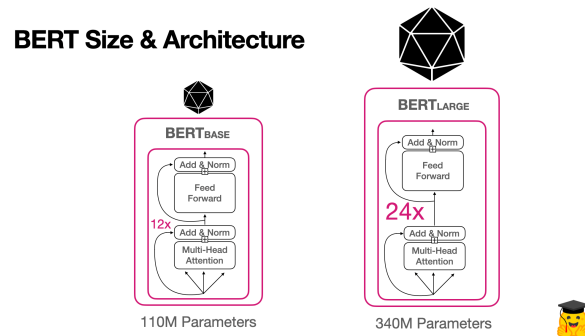 BERT Size & Architecture
BERTBASE
Add & Norm
Feed
Forward
12x
Add & Norm
Multi-Head
Attention
110M Parameters
BERTLARGE
Add & Norm
Feed
Forward
24x
Add & Norm
Multi-Head
Attention
340M Parameters